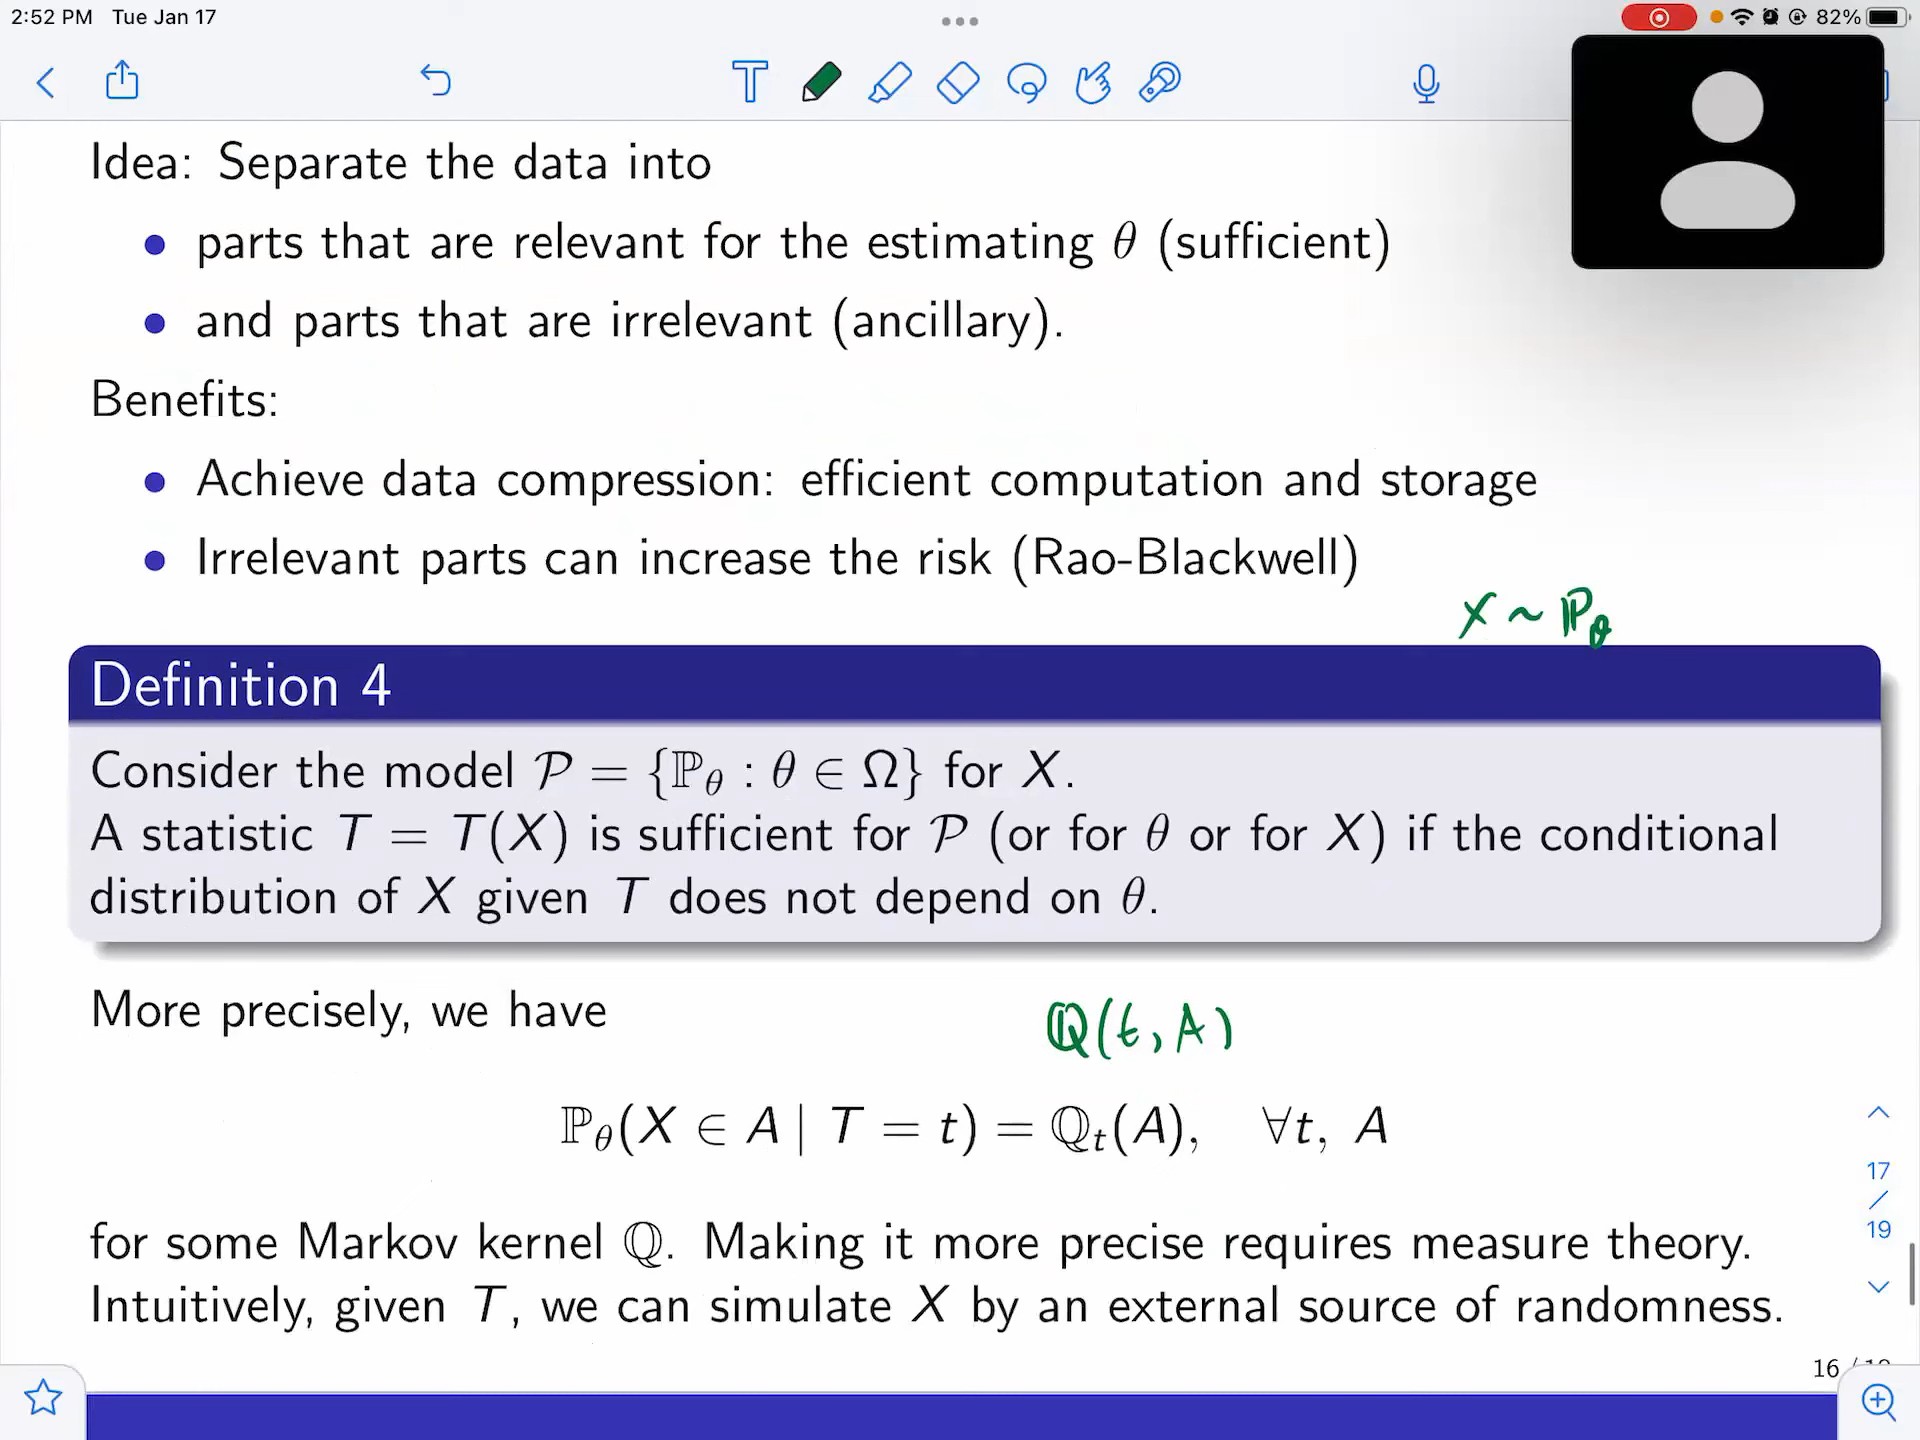 2:52 PM Tue Jan 17
82%
Idea: Separate the data into
• parts that are relevant for the estimating θ (sufficient)
• and parts that are irrelevant (ancillary).
Benefits:
• Achieve data compression: efficient computation and storage
• Irrelevant parts can increase the risk (Rao-Blackwell)
X ~ ℙ_θ
Definition 4
Consider the model 𝒫 = {ℙ_θ : θ ∈ Ω} for X.
A statistic T = T(X) is sufficient for 𝒫 (or for θ or for X) if the conditional
distribution of X given T does not depend on θ.
More precisely, we have
ℚ(t, A)
ℙ_θ(X ∈ A | T = t) = ℚ_t(A), ∀t, A
17
/
19
for some Markov kernel ℚ. Making it more precise requires measure theory.
Intuitively, given T, we can simulate X by an external source of randomness.
16 /